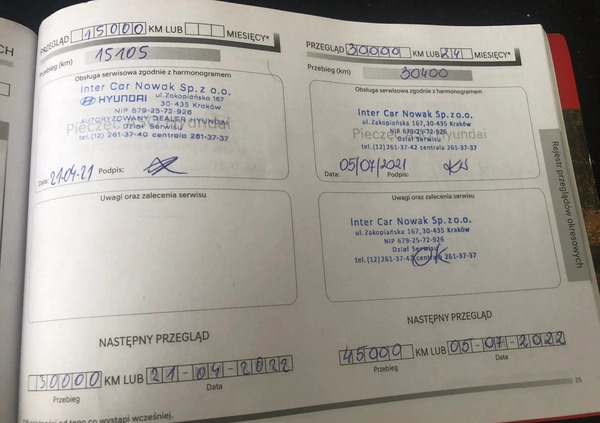 PRZEGLĄD 15000 KM LUB MIESIĘCY*
Przebieg (km) 15105
Obsługa serwisowa zgodnie z harmonogramem
Inter Car Nowak Sp. z o.o.
HYUNDAI ul. Zakopiańska 167
30-435 Kraków
NIP 679-25-72-926
AUTORYZOWANY DEALER HYUNDAI
Dział Serwisu
tel. (12) 261-37-40 centrala 261-37-37
Data: 21-04-21 Podpis:
Uwagi oraz zalecenia serwisu
NASTĘPNY PRZEGLĄD
30000 KM LUB 21-04-2022
Przebieg Data
PRZEGLĄD 30000 KM LUB 24 MIESIĘCY*
Przebieg (km) 30400
Obsługa serwisowa zgodnie z harmonogramem
Inter Car Nowak Sp. z o.o.
ul. Zakopiańska 167, 30-435 Kraków
NIP 679-25-72-926
Dział Serwisu
tel. (12) 261-37-42 centrala 261-37-37
Data: 05/07/2021 Podpis:
Uwagi oraz zalecenia serwisu
Inter Car Nowak Sp. z o.o.
ul. Zakopiańska 167, 30-435 Kraków
NIP 679-25-72-926
Dział Serwisu
tel. (12) 261-37-42 centrala 261-37-37
OK
NASTĘPNY PRZEGLĄD
45000 KM LUB 05-07-2022
Przebieg Data
35
Rejestr przeglądów okresowych
od tego co wystąpi wcześniej.